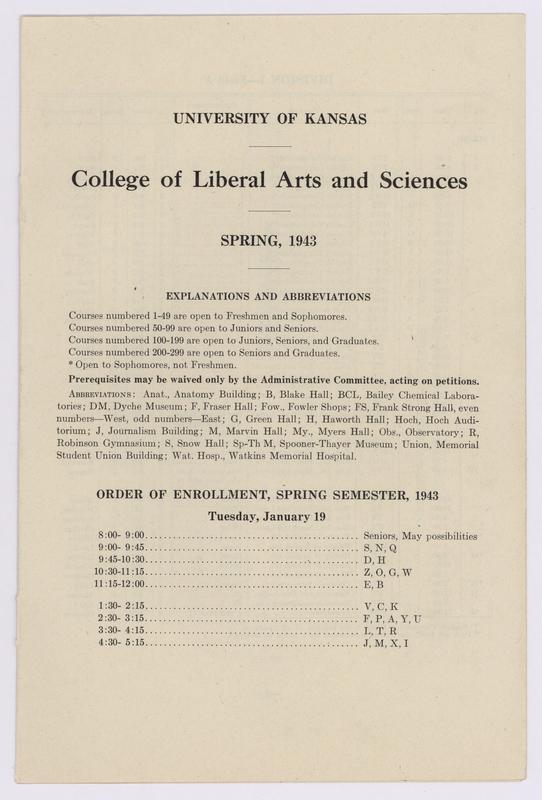 UNIVERSITY OF KANSAS
College of Liberal Arts and Sciences
SPRING, 1943
EXPLANATIONS AND ABBREVIATIONS
Courses numbered 1-49 are open to Freshmen and Sophomores.
Courses numbered 50-99 are open to Juniors and Seniors.
Courses numbered 100-199 are open to Juniors, Seniors, and Graduates.
Courses numbered 200-299 are open to Seniors and Graduates.
* Open to Sophomores, not Freshmen.
Prerequisites may be waived only by the Administrative Committee, acting on petitions.
ABBREVIATIONS: Anat., Anatomy Building; B, Blake Hall; BCL, Bailey Chemical Labora-
tories; DM, Dyche Museum; F, Fraser Hall; Fow., Fowler Shops; FS, Frank Strong Hall, even
numbers—West, odd numbers—East; G, Green Hall; H, Haworth Hall; Hoch, Hoch Audi-
torium; J, Journalism Building; M, Marvin Hall; My., Myers Hall; Obs., Observatory; R,
Robinson Gymnasium; S, Snow Hall; Sp-Th M, Spooner-Thayer Museum; Union, Memorial
Student Union Building; Wat. Hosp., Watkins Memorial Hospital.
ORDER OF ENROLLMENT, SPRING SEMESTER, 1943
Tuesday, January 19
8:00- 9:00........................................ Seniors, May possibilities
9:00- 9:45........................................ S, N, Q
9:45-10:30........................................ D, H
10:30-11:15........................................ Z, O, G, W
11:15-12:00........................................ E, B
1:30- 2:15........................................ V, C, K
2:30- 3:15........................................ F, P, A, Y, U
3:30- 4:15........................................ L, T, R
4:30- 5:15........................................ J, M, X, I